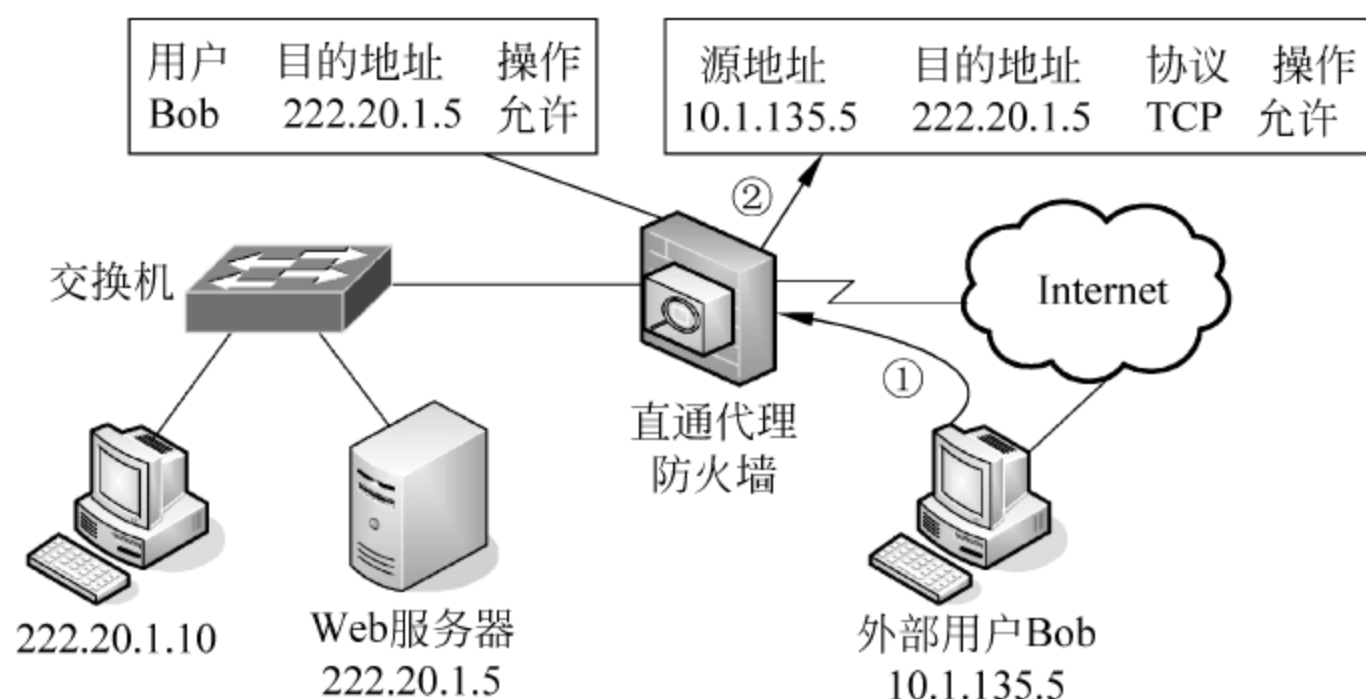 用户 目的地址 操作
Bob 222.20.1.5 允许
源地址 目的地址 协议 操作
10.1.135.5 222.20.1.5 TCP 允许
②
交换机
Internet
①
直通代理
防火墙
222.20.1.10
Web服务器
222.20.1.5
外部用户Bob
10.1.135.5